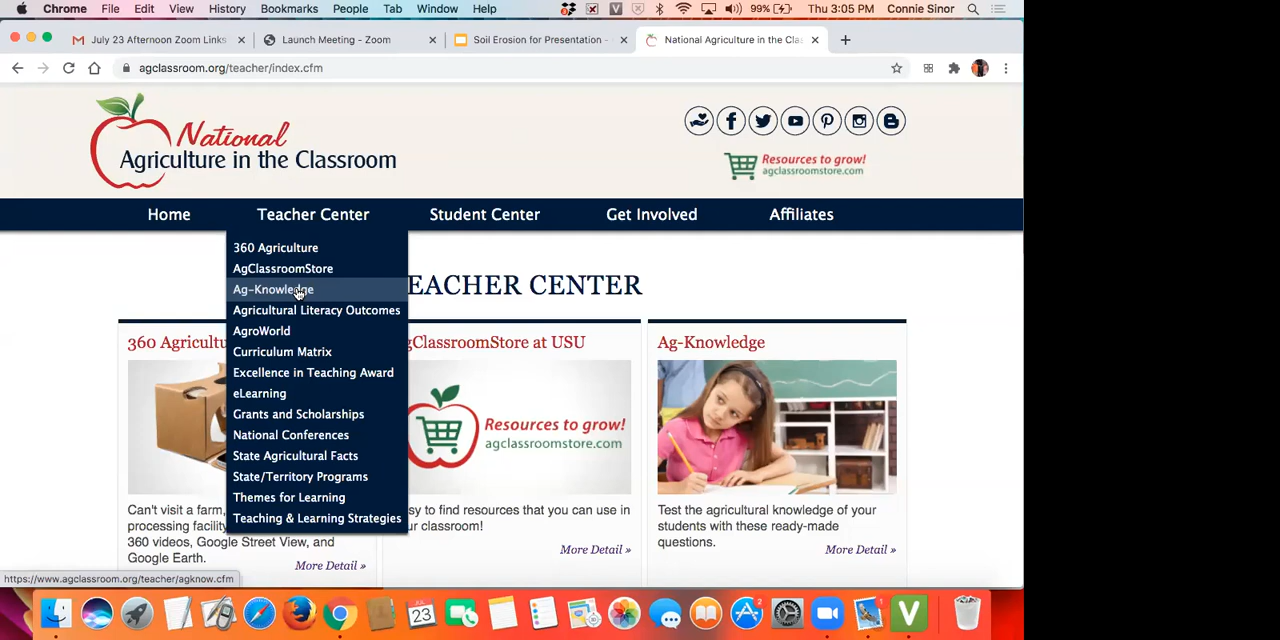 Chrome File Edit View History Bookmarks People Tab Window Help 99% Thu 3:05 PM Connie Sinor
July 23 Afternoon Zoom Links
Launch Meeting - Zoom
Soil Erosion for Presentation -
National Agriculture in the Clas
agclassroom.org/teacher/index.cfm
National
Agriculture in the Classroom
Resources to grow!
agclassroomstore.com
Home Teacher Center Student Center Get Involved Affiliates
360 Agriculture
AgClassroomStore
Ag-Knowledge
Agricultural Literacy Outcomes
AgroWorld
Curriculum Matrix
Excellence in Teaching Award
eLearning
Grants and Scholarships
National Conferences
State Agricultural Facts
State/Territory Programs
Themes for Learning
Teaching & Learning Strategies
EACHER CENTER
360 Agricultu
Can't visit a farm,
processing facility
360 videos, Google Street View, and
Google Earth.
More Detail »
gClassroomStore at USU
Resources to grow!
agclassroomstore.com
sy to find resources that you can use in
ur classroom!
More Detail »
Ag-Knowledge
Test the agricultural knowledge of your
students with these ready-made
questions.
More Detail »
https://www.agclassroom.org/teacher/agknow.cfm
JUL
23
2
1